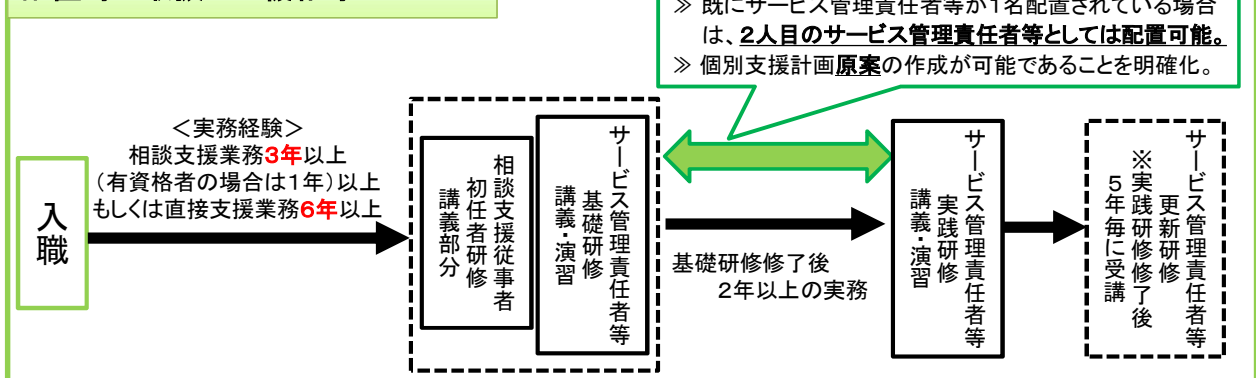 ≫ 既にサービス管理責任者等が1名配置されている場合
は、2人目のサービス管理責任者等としては配置可能。
≫ 個別支援計画原案の作成が可能であることを明確化。
入職
＜実務経験＞
相談支援業務3年以上
(有資格者の場合は1年)以上
もしくは直接支援業務6年以上
相談支援従事者
初任者研修
講義部分
サービス管理責任者等
基礎研修
講義・演習
基礎研修修了後
2年以上の実務
サービス管理責任者等
実践研修
講義・演習
サービス管理責任者等
更新研修
※実践研修修了後
5年毎に受講